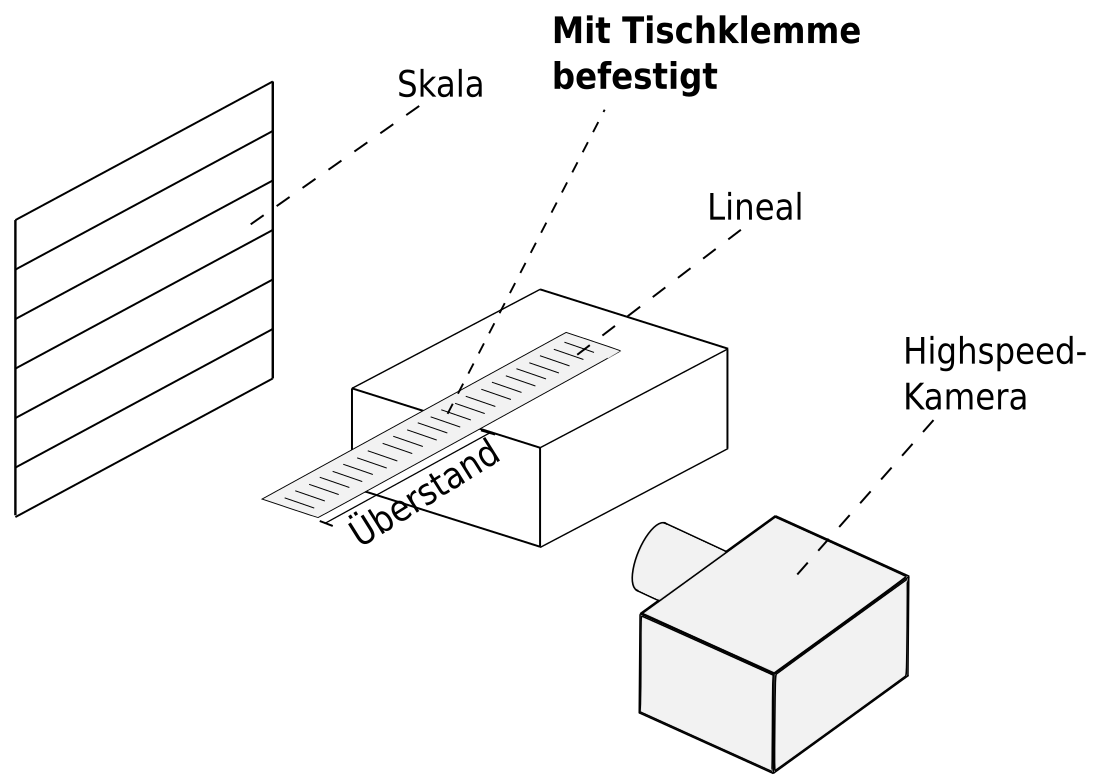 Mit Tischklemme
befestigt
Skala
Lineal
Highspeed-
Kamera
Überstand